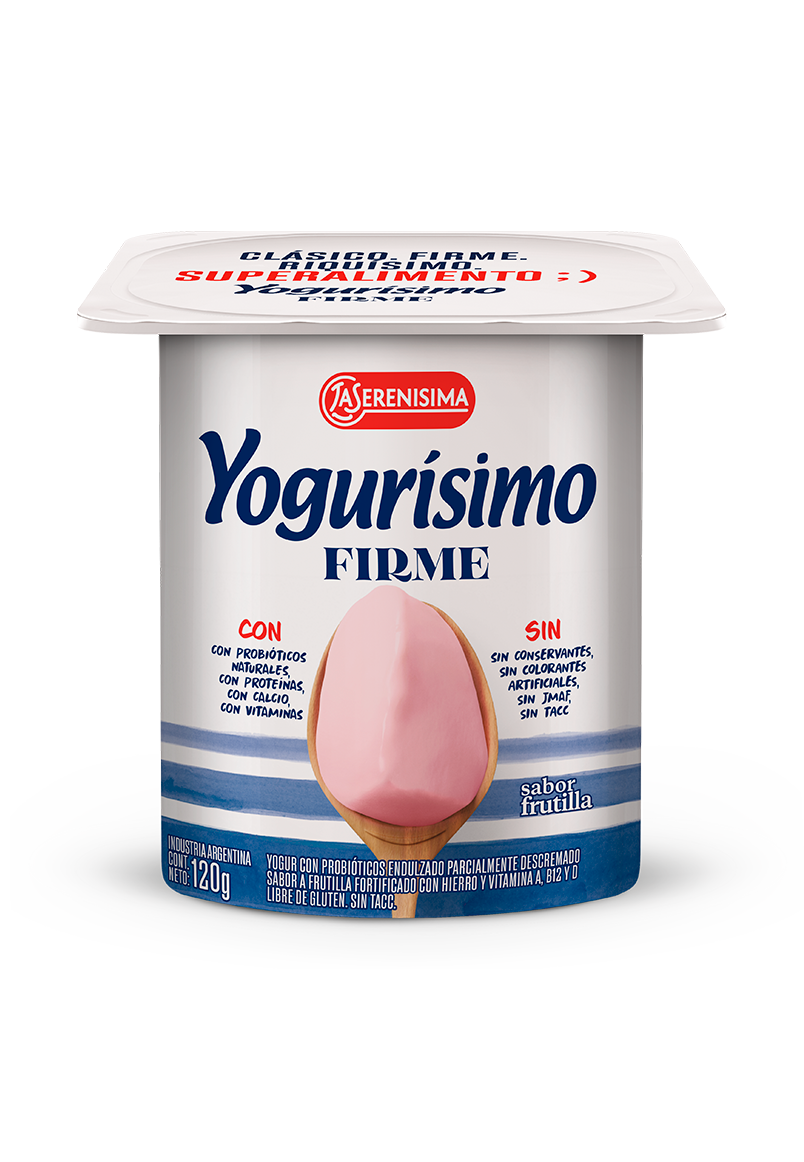 CLÁSICO. FIRME.
RIQUÍSIMO.
SUPERALIMENTO ;)
Yogurísimo
FIRME
LASERENISIMA
Yogurísimo
FIRME
CON
CON PROBIÓTICOS
NATURALES,
CON PROTEÍNAS,
CON CALCIO,
CON VITAMINAS
SIN
SIN CONSERVANTES,
SIN COLORANTES
ARTIFICIALES,
SIN JMAF,
SIN TACC
sabor
frutilla
INDUSTRIA ARGENTINA
CONT.
NETO: 120g
YOGUR CON PROBIÓTICOS ENDULZADO PARCIALMENTE DESCREMADO
SABOR A FRUTILLA FORTIFICADO CON HIERRO Y VITAMINA A, B12 Y D
LIBRE DE GLUTEN. SIN TACC.